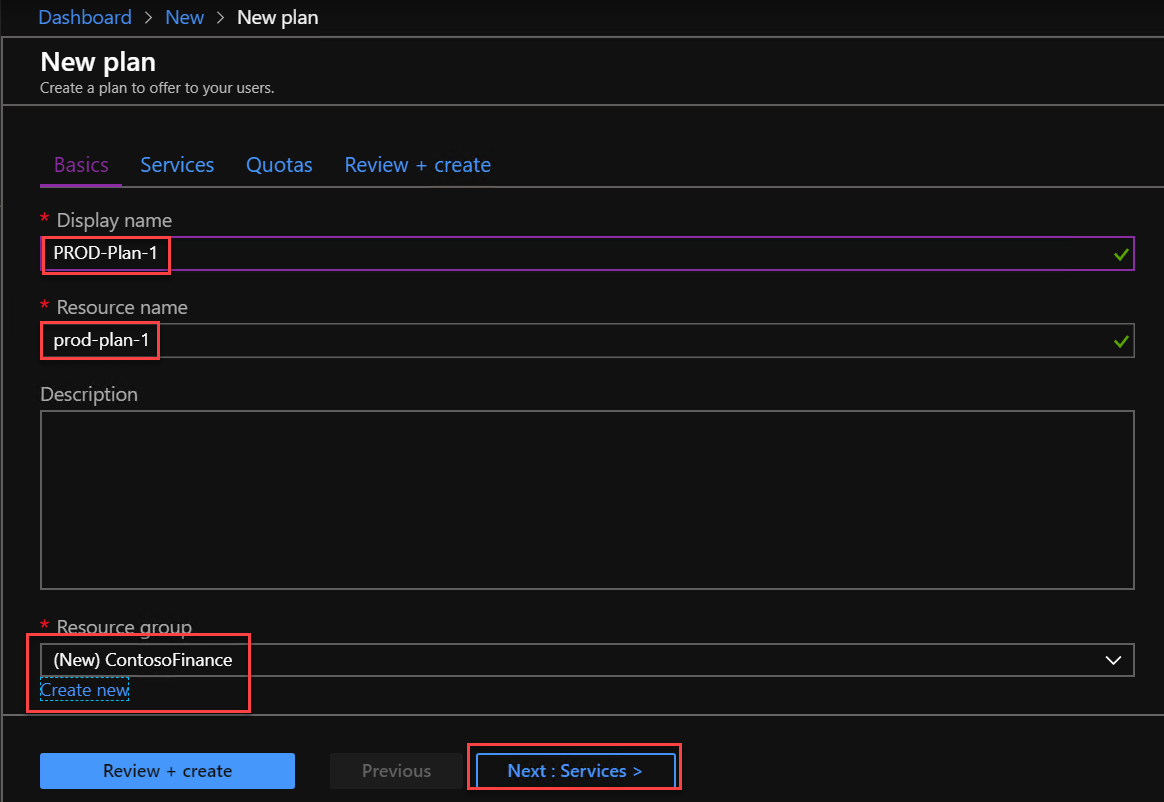 Dashboard > New > New plan
New plan
Create a plan to offer to your users.
Basics Services Quotas Review + create
* Display name
PROD-Plan-1
* Resource name
prod-plan-1
Description
* Resource group
(New) ContosoFinance
Create new
Review + create Previous Next : Services >